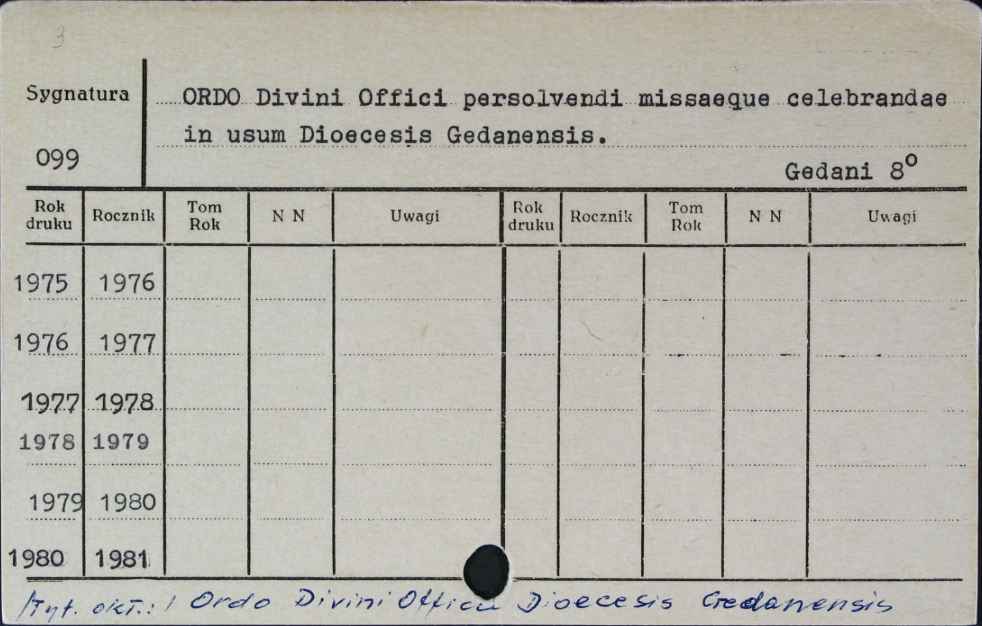 3
Sygnatura
099
ORDO Divini Offici persolvendi missaeque celebrandae
in usum Dioecesis Gedanensis.
Gedani 8°
Rok druku Rocznik Tom Rok N N Uwagi Rok druku Rocznik Tom Rok N N Uwagi
1975 1976
1976 1977
1977 1978
1978 1979
1979 1980
1980 1981
/Tyt. okł.:/ Ordo Divini Officii Dioecesis Gedanensis